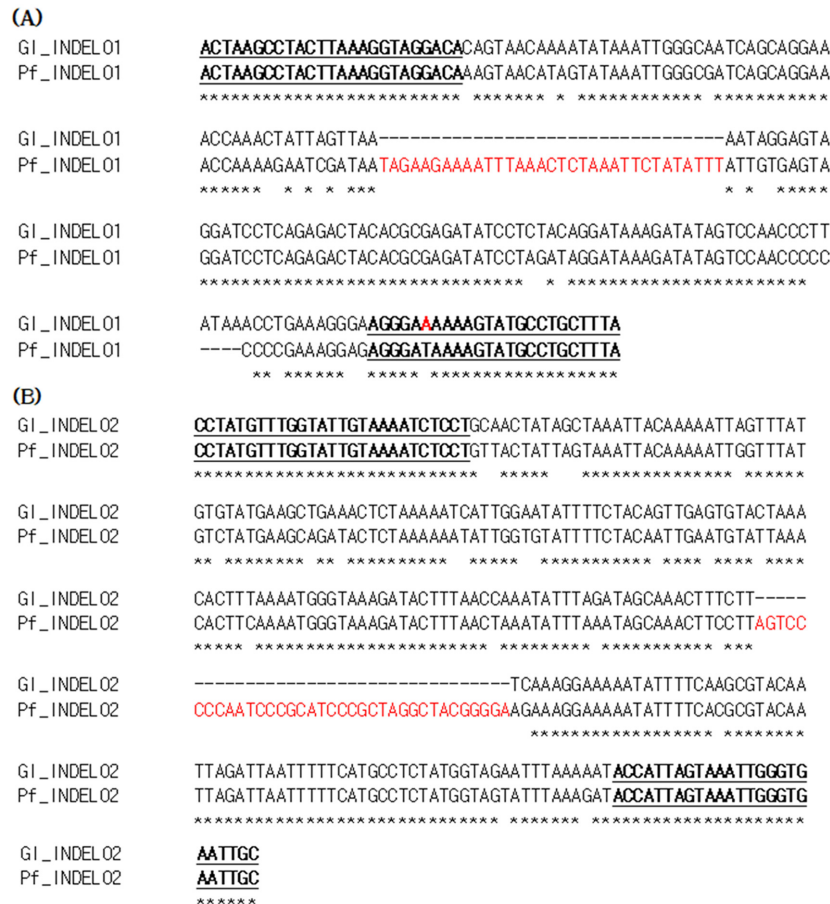 (A)
GI_INDEL01 ACTAAGCCTACTTAAAGGTAGGACACAGTAACAAAATATAAATTGGGCAATCAGCAGGAA
Pf_INDEL01 ACTAAGCCTACTTAAAGGTAGGACAAAGTAACATAGTATAAATTGGGCGATCAGCAGGAA
************************* ******* * ************** ***********
GI_INDEL01 ACCAAACTATTAGTTAA---------------------------------AATAGGAGTA
Pf_INDEL01 ACCAAAAGAATCGATAATAGAAGAAAATTTAAACTCTAAATTCTATATTTATTGTGAGTA
****** * * * **** * * *****
GI_INDEL01 GGATCCTCAGAGACTACACGCGAGATATCCTCTACAGGATAAAGATATAGTCCAACCCTT
Pf_INDEL01 GGATCCTCAGAGACTACACGCGAGATATCCTAGATAGGATAAAGATATAGTCCAACCCCC
******************************* * ************************
GI_INDEL01 ATAAACCTGAAAGGGAAGGGAAAAAAGTATGCCTGCTTTA
Pf_INDEL01 ----CCCCGAAAGGAGAGGGATAAAAGTATGCCTGCTTTA
** ****** ***** ******************
(B)
GI_INDEL02 CCTATGTTTGGTATTGTAAAATCTCCTGCAACTATAGCTAAATTACAAAAATTAGTTTAT
Pf_INDEL02 CCTATGTTTGGTATTGTAAAATCTCCTGTTACTATTAGTAAATTACAAAAATTGGTTTAT
**************************** ***** *************** ******
GI_INDEL02 GTGTATGAAGCTGAAACTCTAAAAATCATTGGAATATTTTCTACAGTTGAGTGTACTAAA
Pf_INDEL02 GTCTATGAAGCAGATACTCTAAAAAATATTGGTGTATTTTCTACAATTGAATGTATTAAA
** ******** ** ********** ***** *********** **** **** ****
GI_INDEL02 CACTTTAAAATGGGTAAAGATACTTTAACCAAATATTTAGATAGCAAACTTTCTT-----
Pf_INDEL02 CACTTCAAAATGGGTAAAGATACTTTAACTAAATATTTAAATAGCAAACTTCCTTAGTCC
***** *********************** ********* *********** ***
GI_INDEL02 -------------------------------TCAAAGGAAAAATATTTTCAAGCGTACAA
Pf_INDEL02 CCCAATCCCGCATCCCGCTAGGCTACGGGGAAGAAAGGAAAAATATTTTCACGCGTACAA
****************** ********
GI_INDEL02 TTAGATTAATTTTTCATGCCTCTATGGTAGAATTTAAAAATACCATTAGTAAATTGGGTG
Pf_INDEL02 TTAGATTAATTTTTCATGCCTCTATGGTAGTATTTAAAGATACCATTAGTAAATTGGGTG
****************************** ******* *********************
GI_INDEL02 AATTGC
Pf_INDEL02 AATTGC
******